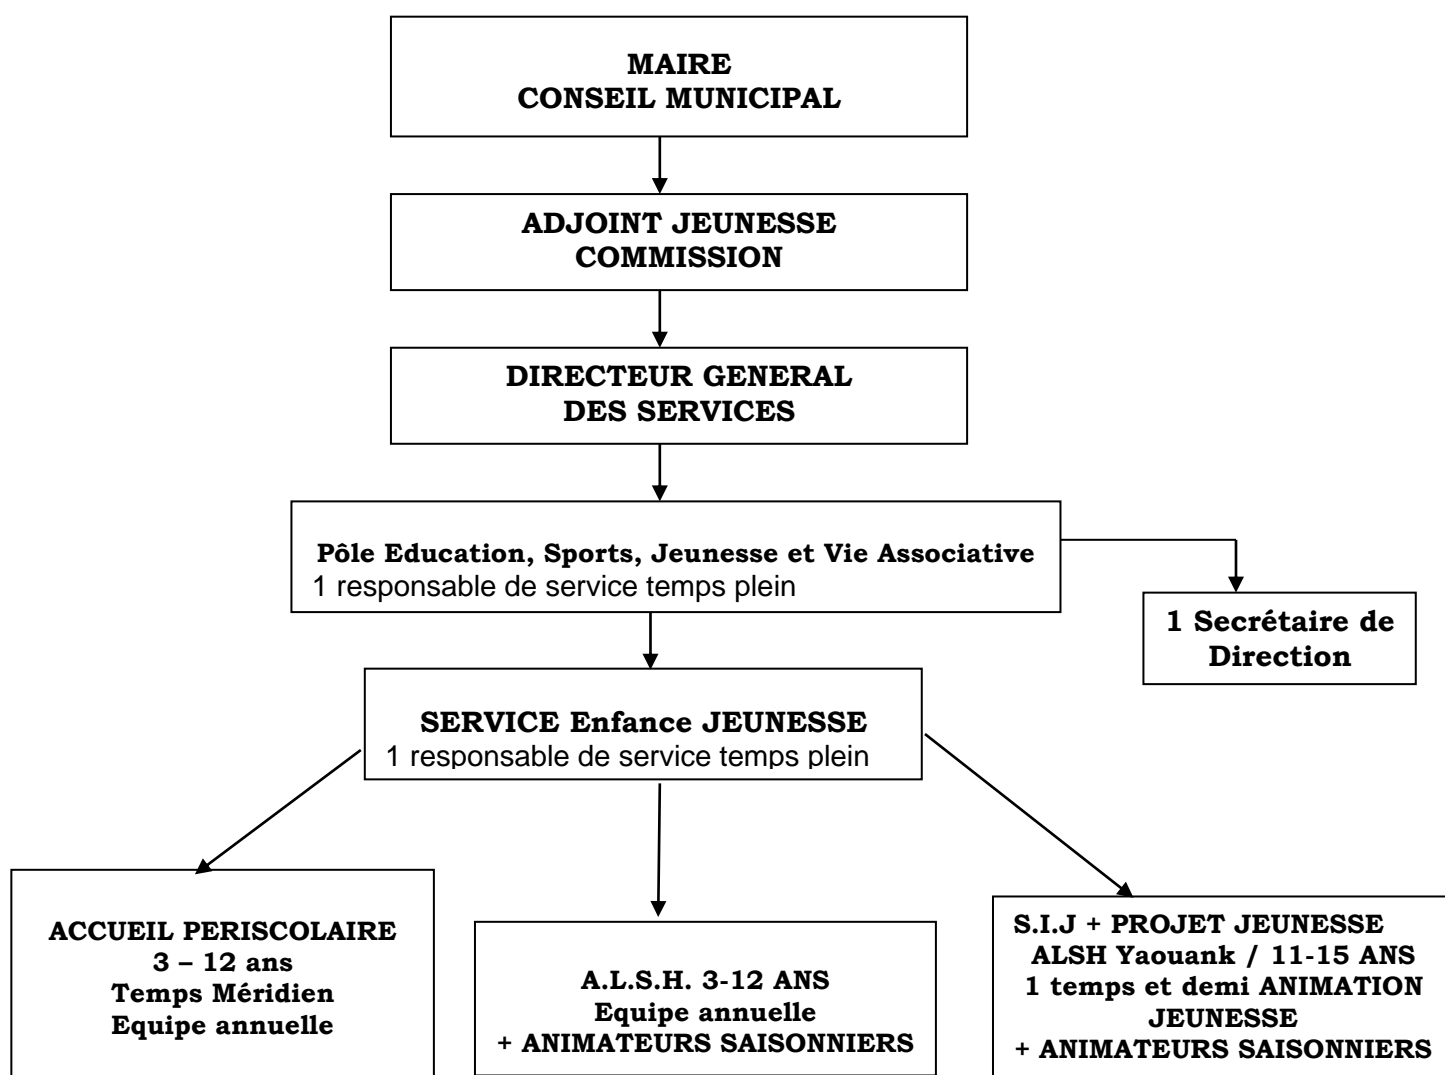 MAIRE
CONSEIL MUNICIPAL
ADJOINT JEUNESSE
COMMISSION
DIRECTEUR GENERAL
DES SERVICES
Pôle Education, Sports, Jeunesse et Vie Associative
1 responsable de service temps plein
1 Secrétaire de
Direction
SERVICE Enfance JEUNESSE
1 responsable de service temps plein
ACCUEIL PERISCOLAIRE
3 – 12 ans
Temps Méridien
Equipe annuelle
A.L.S.H. 3-12 ANS
Equipe annuelle
+ ANIMATEURS SAISONNIERS
S.I.J + PROJET JEUNESSE
ALSH Yaouank / 11-15 ANS
1 temps et demi ANIMATION
JEUNESSE
+ ANIMATEURS SAISONNIERS